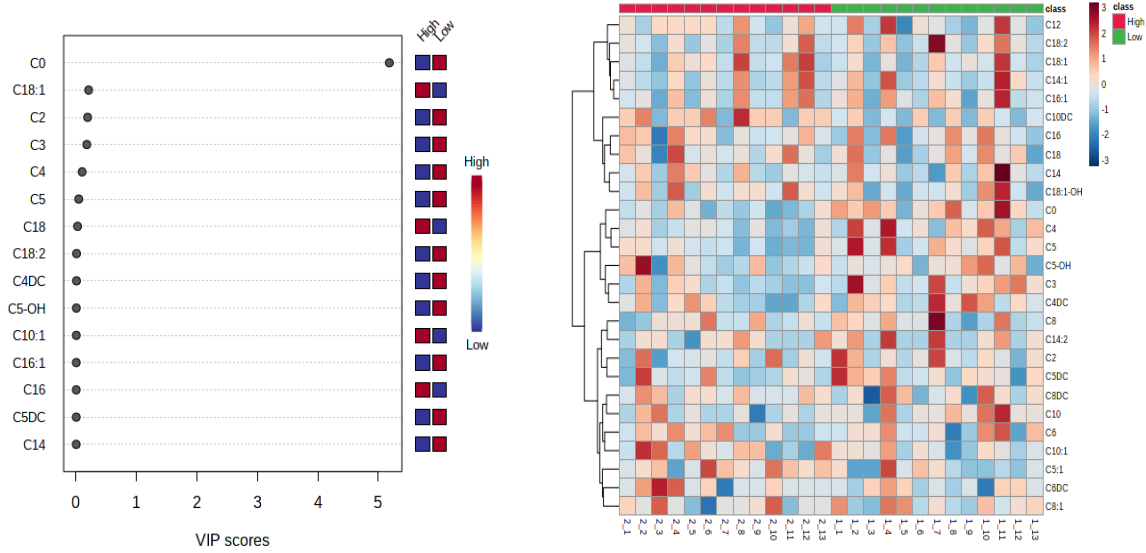 High Low
C0
C18:1
C2
C3
C4
C5
C18
C18:2
C4DC
C5-OH
C10:1
C16:1
C16
C5DC
C14
0 1 2 3 4 5
VIP scores
High
Low
class
C12
C18:2
C18:1
C14:1
C16:1
C10DC
C16
C18
C14
C18:1-OH
C0
C4
C5
C5-OH
C3
C4DC
C8
C14:2
C2
C5DC
C8DC
C10
C6
C10:1
C5:1
C6DC
C8:1
2_1 2_2 2_3 2_4 2_5 2_6 2_7 2_8 2_9 2_10 2_11 2_12 2_13 1_1 1_2 1_3 1_4 1_5 1_6 1_7 1_8 1_9 1_10 1_11 1_12 1_13
3
2
1
0
-1
-2
-3
class
High
Low